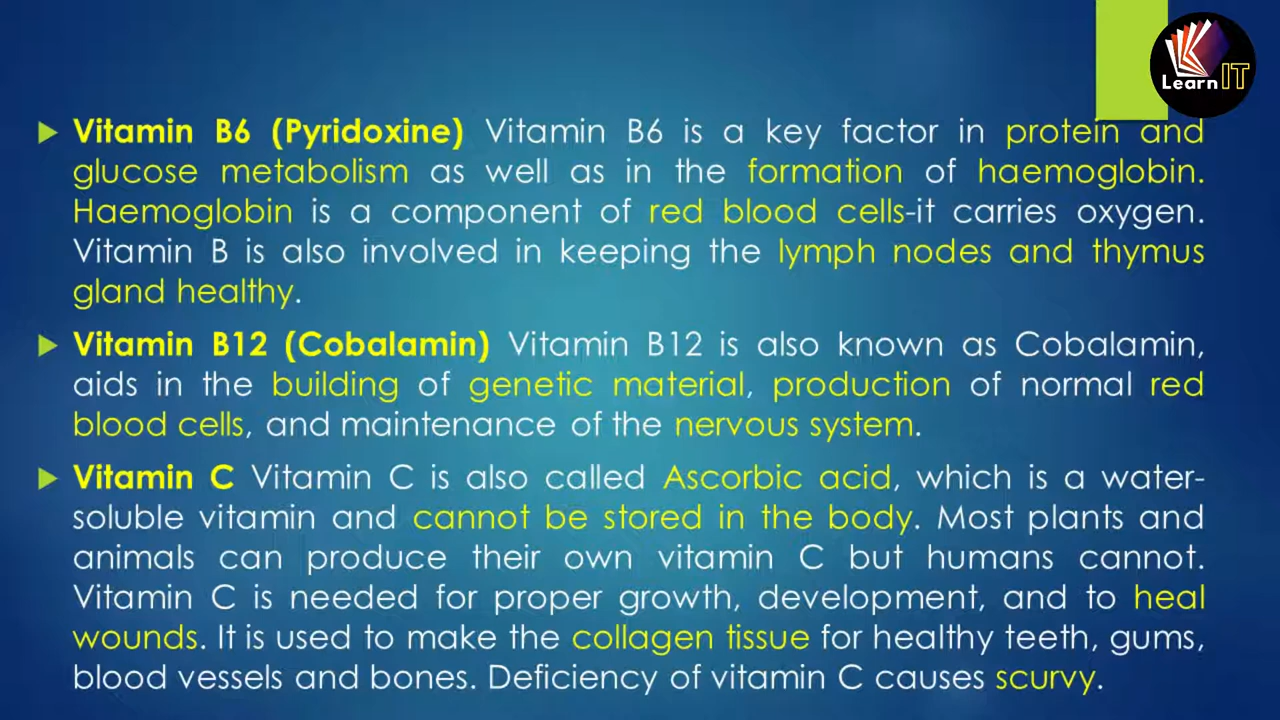 Learn IT
Vitamin B6 (Pyridoxine) Vitamin B6 is a key factor in protein and
glucose metabolism as well as in the formation of haemoglobin.
Haemoglobin is a component of red blood cells-it carries oxygen.
Vitamin B is also involved in keeping the lymph nodes and thymus
gland healthy.
Vitamin B12 (Cobalamin) Vitamin B12 is also known as Cobalamin,
aids in the building of genetic material, production of normal red
blood cells, and maintenance of the nervous system.
Vitamin C Vitamin C is also called Ascorbic acid, which is a water-
soluble vitamin and cannot be stored in the body. Most plants and
animals can produce their own vitamin C but humans cannot.
Vitamin C is needed for proper growth, development, and to heal
wounds. It is used to make the collagen tissue for healthy teeth, gums,
blood vessels and bones. Deficiency of vitamin C causes scurvy.